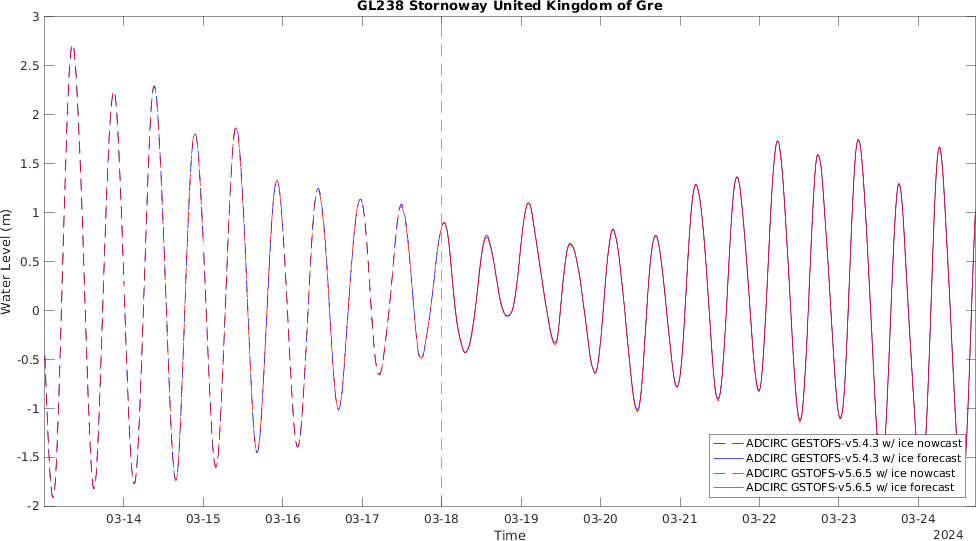 GL238 Stornoway United Kingdom of Gre
3
2.5
2
1.5
1
0.5
0
-0.5
-1
-1.5
-2
Water Level (m)
03-14 03-15 03-16 03-17 03-18 03-19 03-20 03-21 03-22 03-23 03-24
Time
2024
ADCIRC GESTOFS-v5.4.3 w/ ice nowcast
ADCIRC GESTOFS-v5.4.3 w/ ice forecast
ADCIRC GSTOFS-v5.6.5 w/ ice nowcast
ADCIRC GSTOFS-v5.6.5 w/ ice forecast